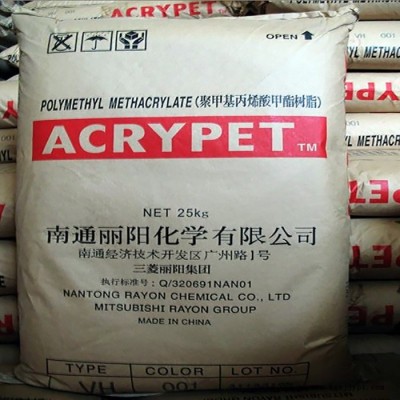 OPEN
POLYMETHYL METHACRYLATE (聚甲基丙烯酸甲酯树脂)
ACRYPET TM
NET 25kg
南通丽阳化学有限公司
南通经济技术开发区广州路1号
三菱丽阳集团
执行标准号: Q/320691NAN01
NANTONG RAYON CHEMICAL CO., LTD
MITSUBISHI RAYON GROUP
MADE IN CHINA
TYPE COLOR LOT NO
VH 001
VH 001
METHACRY